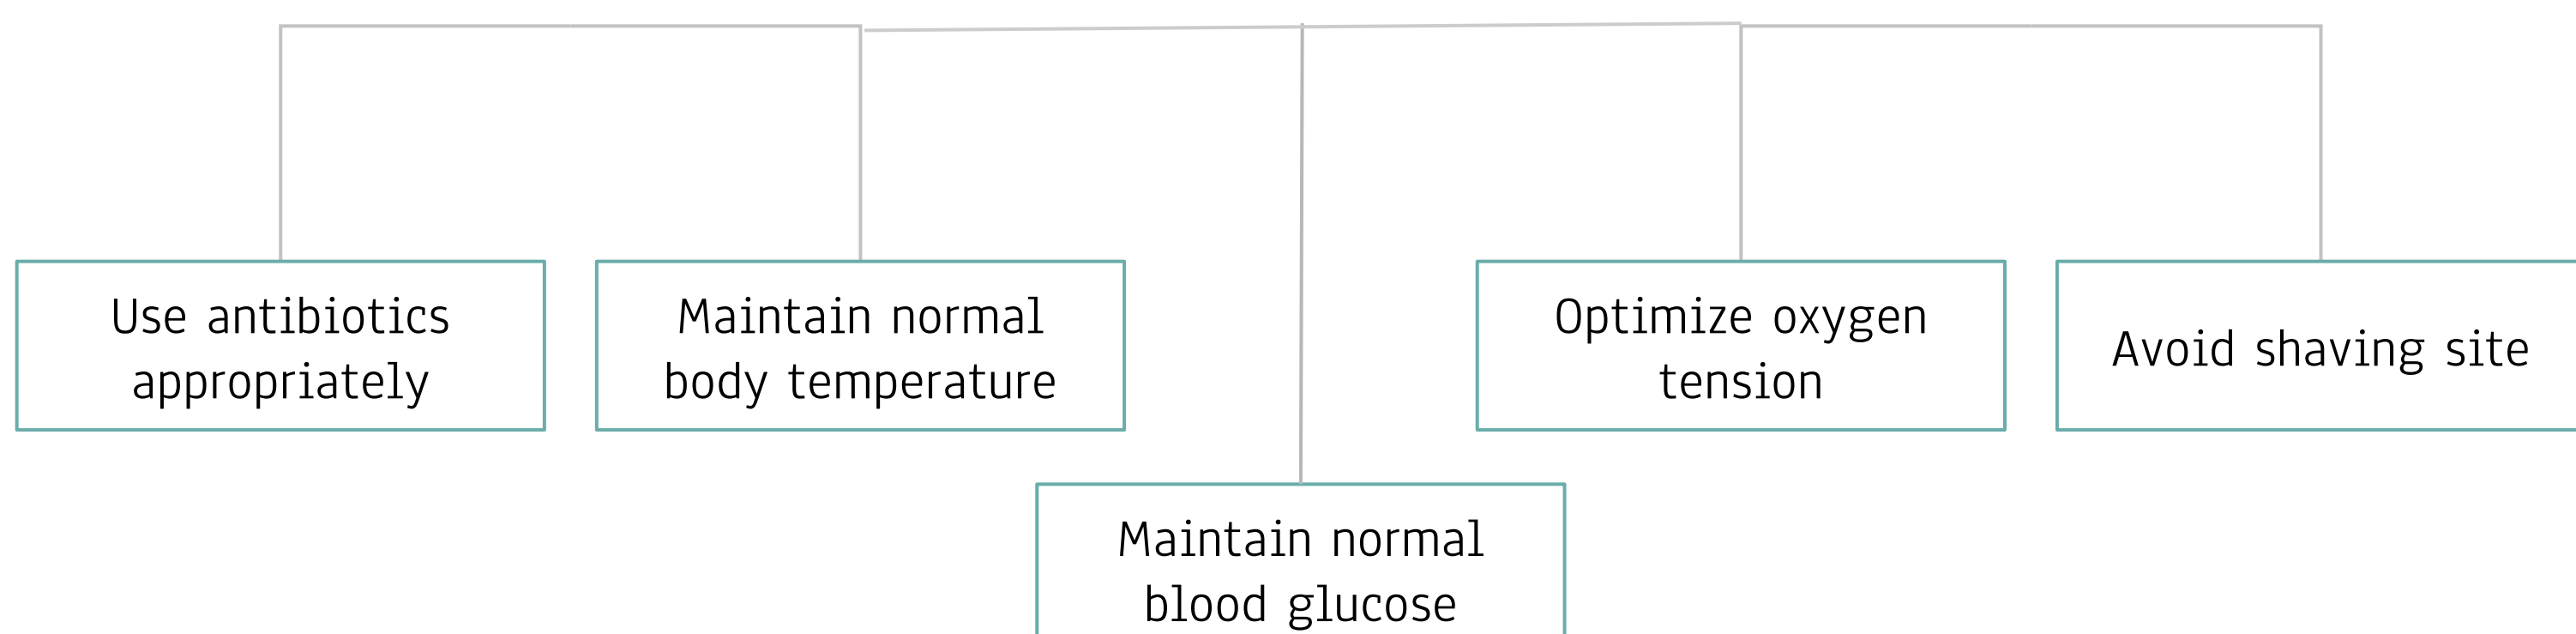 Use antibiotics
appropriately
Maintain normal
body temperature
Optimize oxygen
tension
Avoid shaving site
Maintain normal
blood glucose